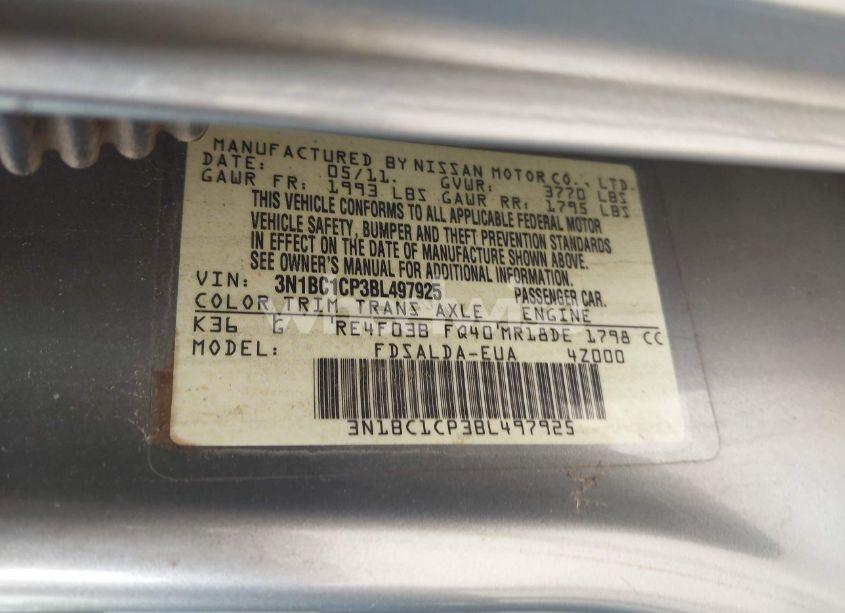 MANUFACTURED BY NISSAN MOTOR CO., LTD.
DATE: 05/11. GVWR: 3770 LBS
GAWR FR: 1993 LBS GAWR RR: 1795 LBS
THIS VEHICLE CONFORMS TO ALL APPLICABLE FEDERAL MOTOR
VEHICLE SAFETY, BUMPER AND THEFT PREVENTION STANDARDS
IN EFFECT ON THE DATE OF MANUFACTURE SHOWN ABOVE.
SEE OWNER'S MANUAL FOR ADDITIONAL INFORMATION.
VIN: 3N1BC1CP3BL497925 PASSENGER CAR.
COLOR TRIM TRANS AXLE ENGINE
K36 G RE4F03B FQ40 MR18DE 1798 CC
MODEL: FDSALDA-EUA 4Z000
3N1BC1CP3BL497925